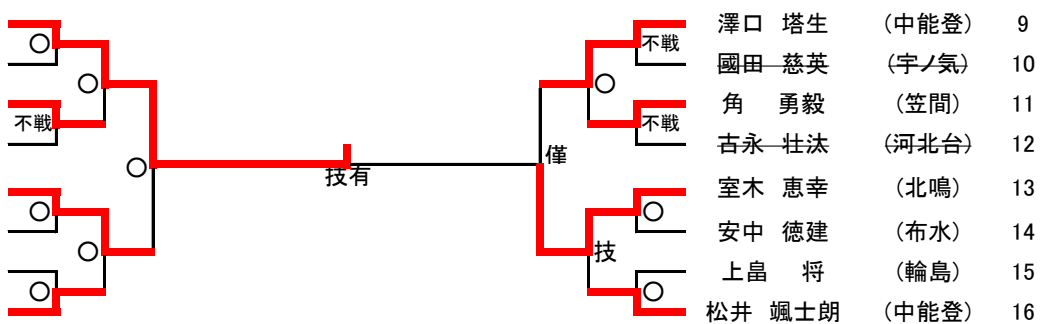 澤口 塔生 (中能登) 9
不戦 不戦
國田 慈英 (宇ノ気) 10
○ ○ ○ ○
角 勇毅 (笠間) 11
不戦 不戦
古永 壮汰 (河北台) 12
○ 技有 僅
室木 恵幸 (北鳴) 13
○ ○
安中 徳建 (布水) 14
○ 技
上畠 将 (輪島) 15
○ ○
松井 颯士朗 (中能登) 16